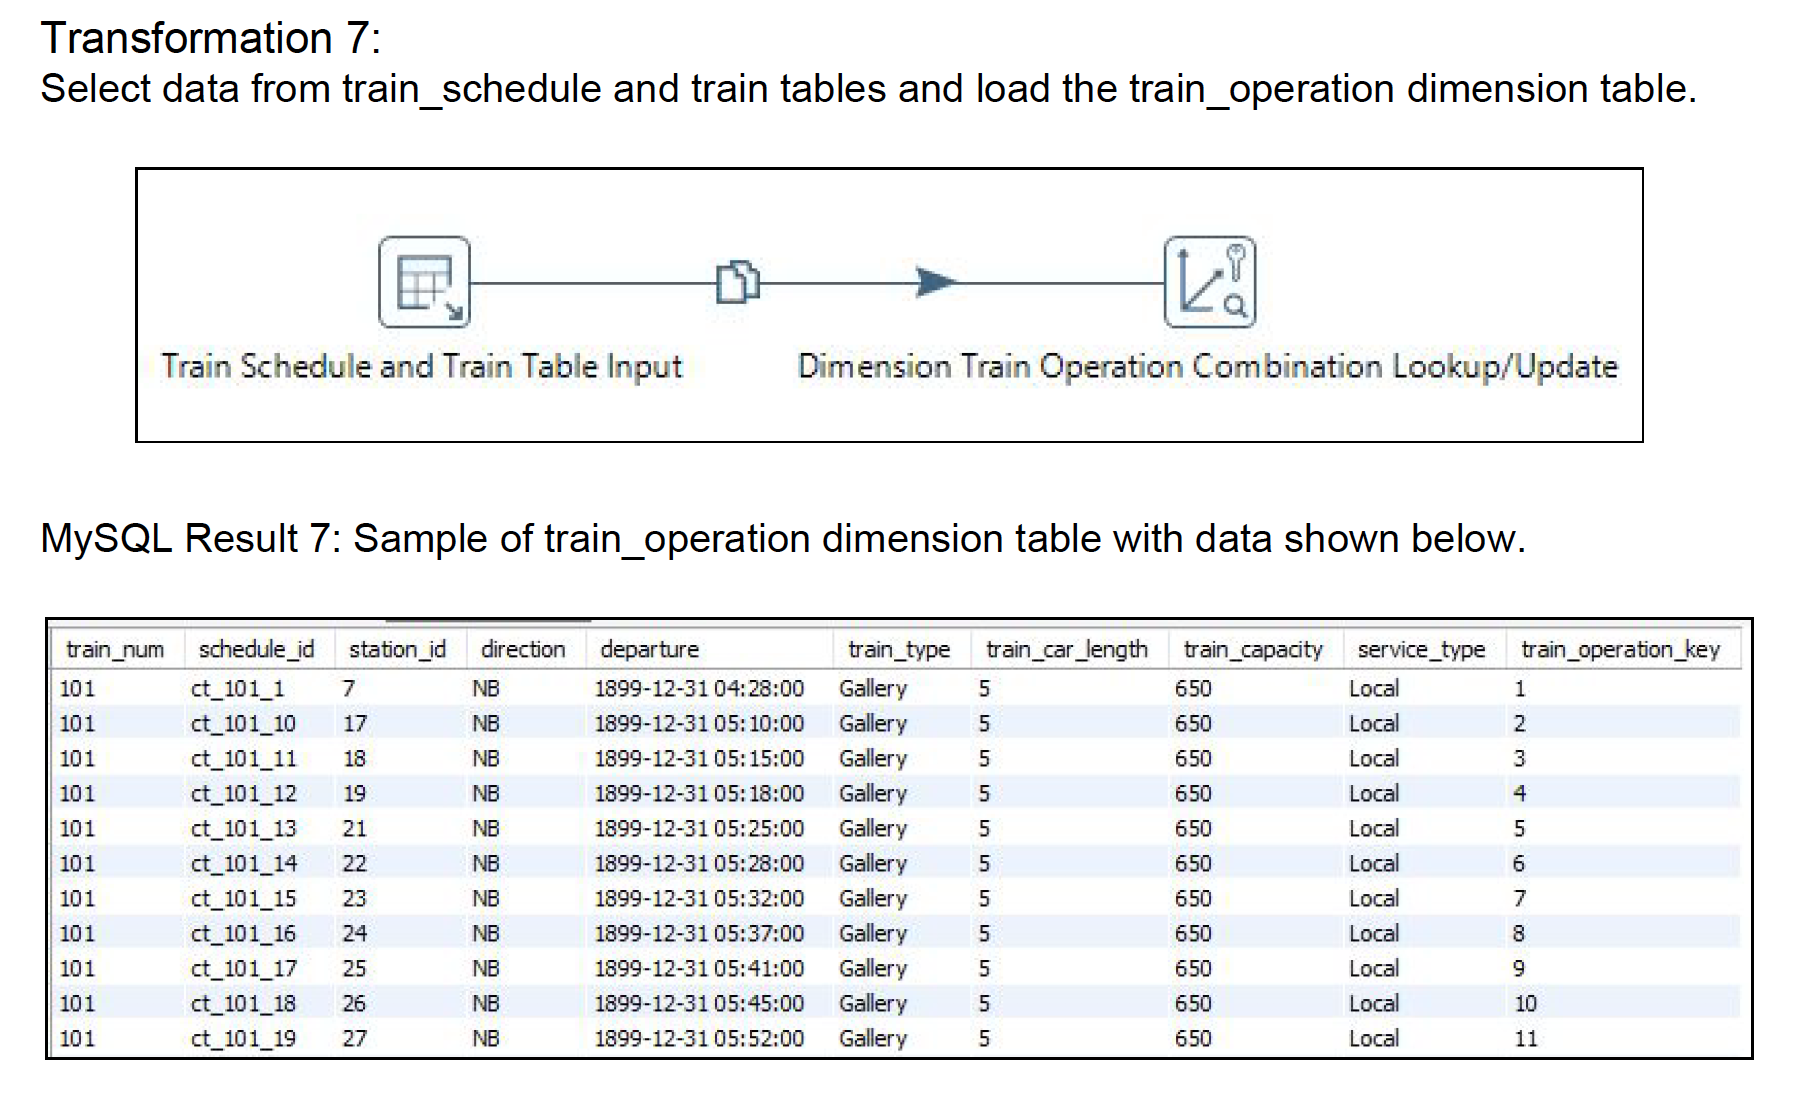 Transformation 7:
Select data from train_schedule and train tables and load the train_operation dimension table.
Train Schedule and Train Table Input
Dimension Train Operation Combination Lookup/Update
MySQL Result 7: Sample of train_operation dimension table with data shown below.
train_num schedule_id station_id direction departure train_type train_car_length train_capacity service_type train_operation_key
101 ct_101_1 7 NB 1899-12-31 04:28:00 Gallery 5 650 Local 1
101 ct_101_10 17 NB 1899-12-31 05:10:00 Gallery 5 650 Local 2
101 ct_101_11 18 NB 1899-12-31 05:15:00 Gallery 5 650 Local 3
101 ct_101_12 19 NB 1899-12-31 05:18:00 Gallery 5 650 Local 4
101 ct_101_13 21 NB 1899-12-31 05:25:00 Gallery 5 650 Local 5
101 ct_101_14 22 NB 1899-12-31 05:28:00 Gallery 5 650 Local 6
101 ct_101_15 23 NB 1899-12-31 05:32:00 Gallery 5 650 Local 7
101 ct_101_16 24 NB 1899-12-31 05:37:00 Gallery 5 650 Local 8
101 ct_101_17 25 NB 1899-12-31 05:41:00 Gallery 5 650 Local 9
101 ct_101_18 26 NB 1899-12-31 05:45:00 Gallery 5 650 Local 10
101 ct_101_19 27 NB 1899-12-31 05:52:00 Gallery 5 650 Local 11